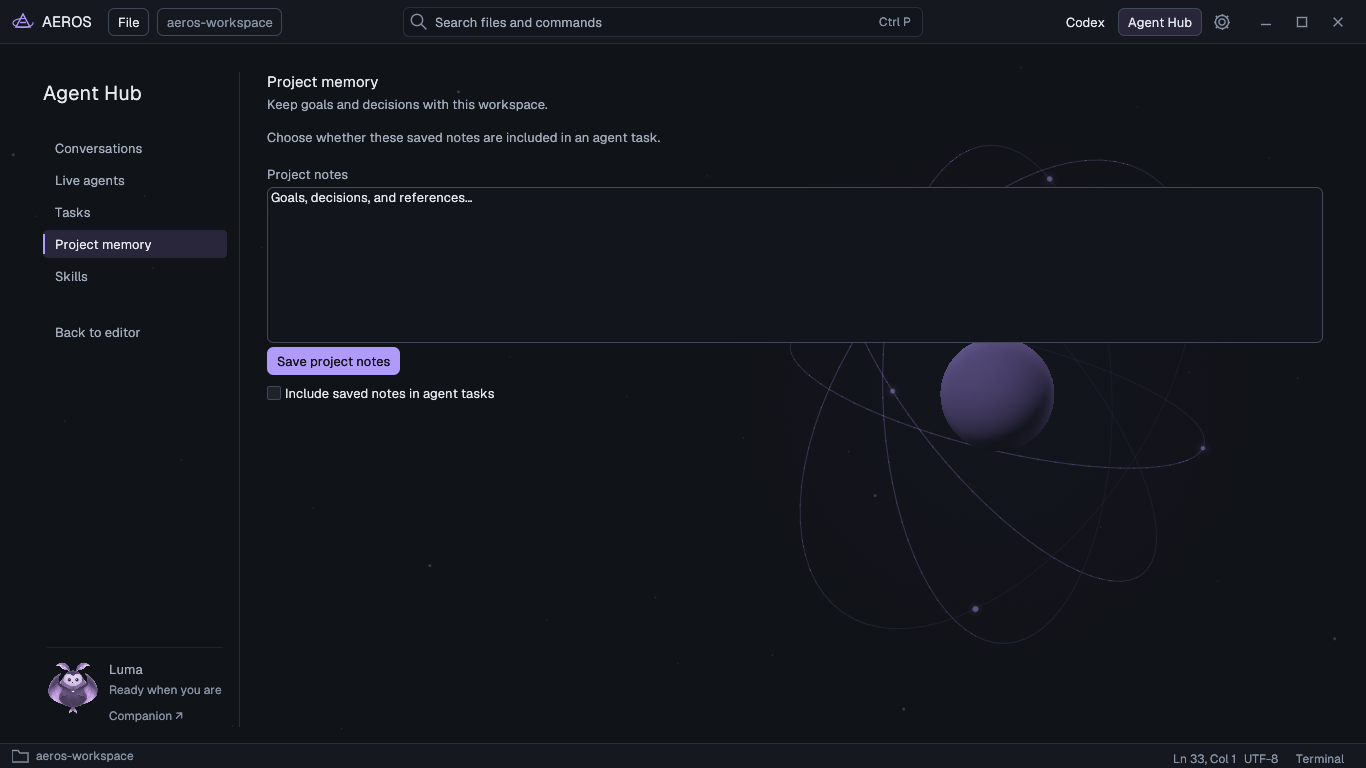 AEROS File aeros-workspace Search files and commands Ctrl P Codex Agent Hub
Agent Hub
Conversations
Live agents
Tasks
Project memory
Skills
Back to editor
Project memory
Keep goals and decisions with this workspace.
Choose whether these saved notes are included in an agent task.
Project notes
Goals, decisions, and references...
Save project notes
Include saved notes in agent tasks
Luma
Ready when you are
Companion ↗
aeros-workspace Ln 33, Col 1 UTF-8 Terminal